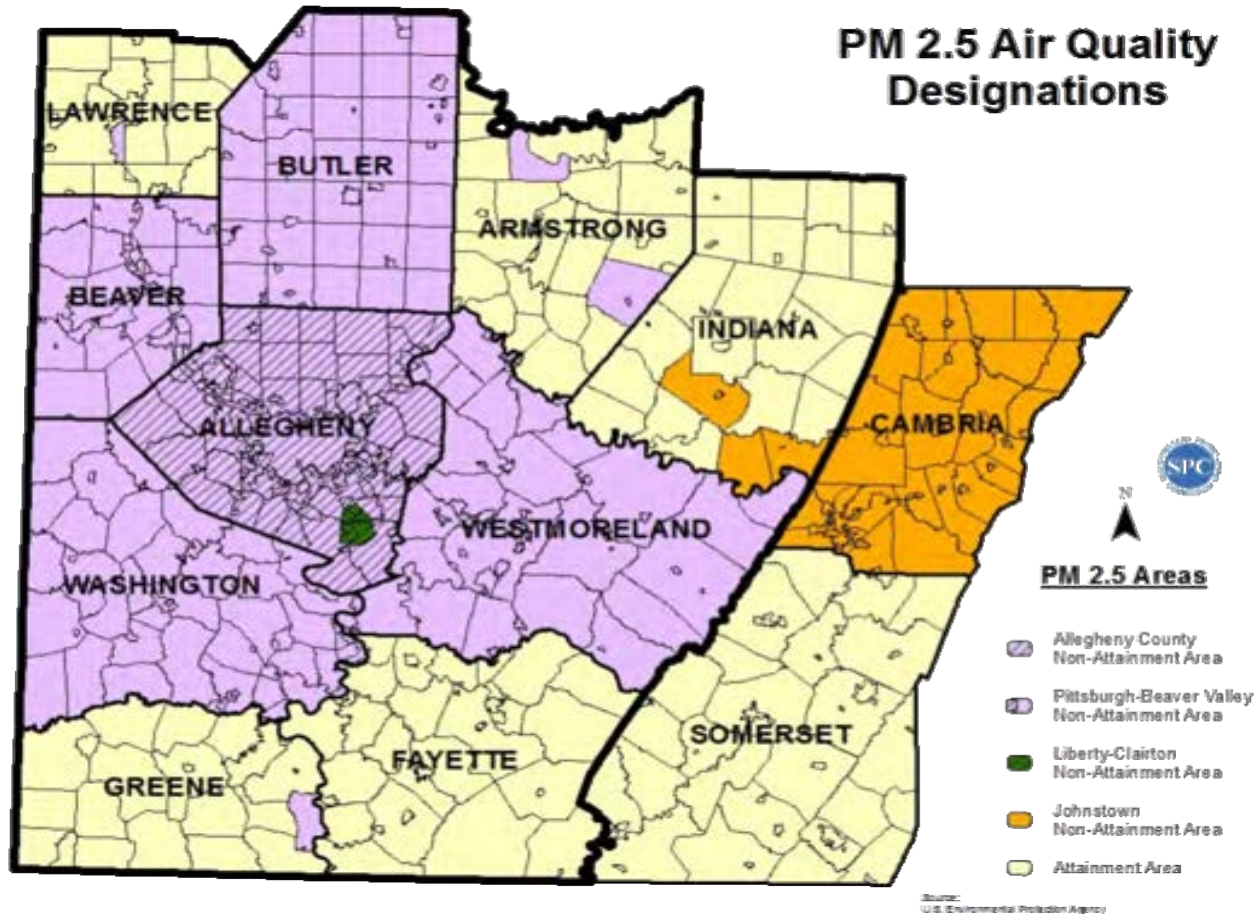 PM 2.5 Air Quality
Designations
LAWRENCE
BUTLER
ARMSTRONG
BEAVER
INDIANA
ALLEGHENY
CAMBRIA
SPC
N
WESTMORELAND
WASHINGTON
PM 2.5 Areas
Allegheny County
Non-Attainment Area
Pittsburgh-Beaver Valley
Non-Attainment Area
SOMERSET
FAYETTE
GREENE
Liberty-Clairton
Non-Attainment Area
Johnstown
Non-Attainment Area
Attainment Area
Source:
U.S. Environmental Protection Agency